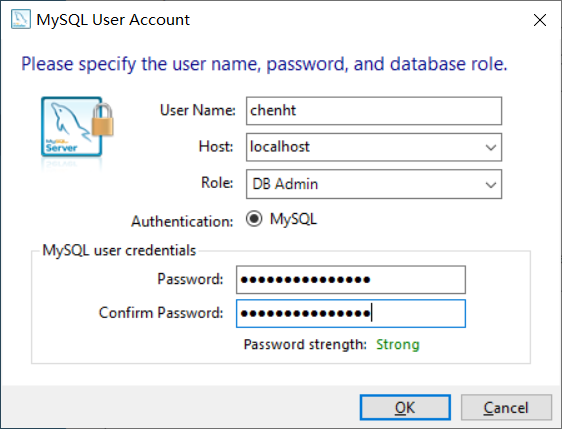 MySQL User Account
Please specify the user name, password, and database role.
MySQL
Server
User Name: chenht
Host: localhost
Role: DB Admin
Authentication: MySQL
MySQL user credentials
Password: ●●●●●●●●●●●●●●●
Confirm Password: ●●●●●●●●●●●●●●●
Password strength: Strong
OK Cancel